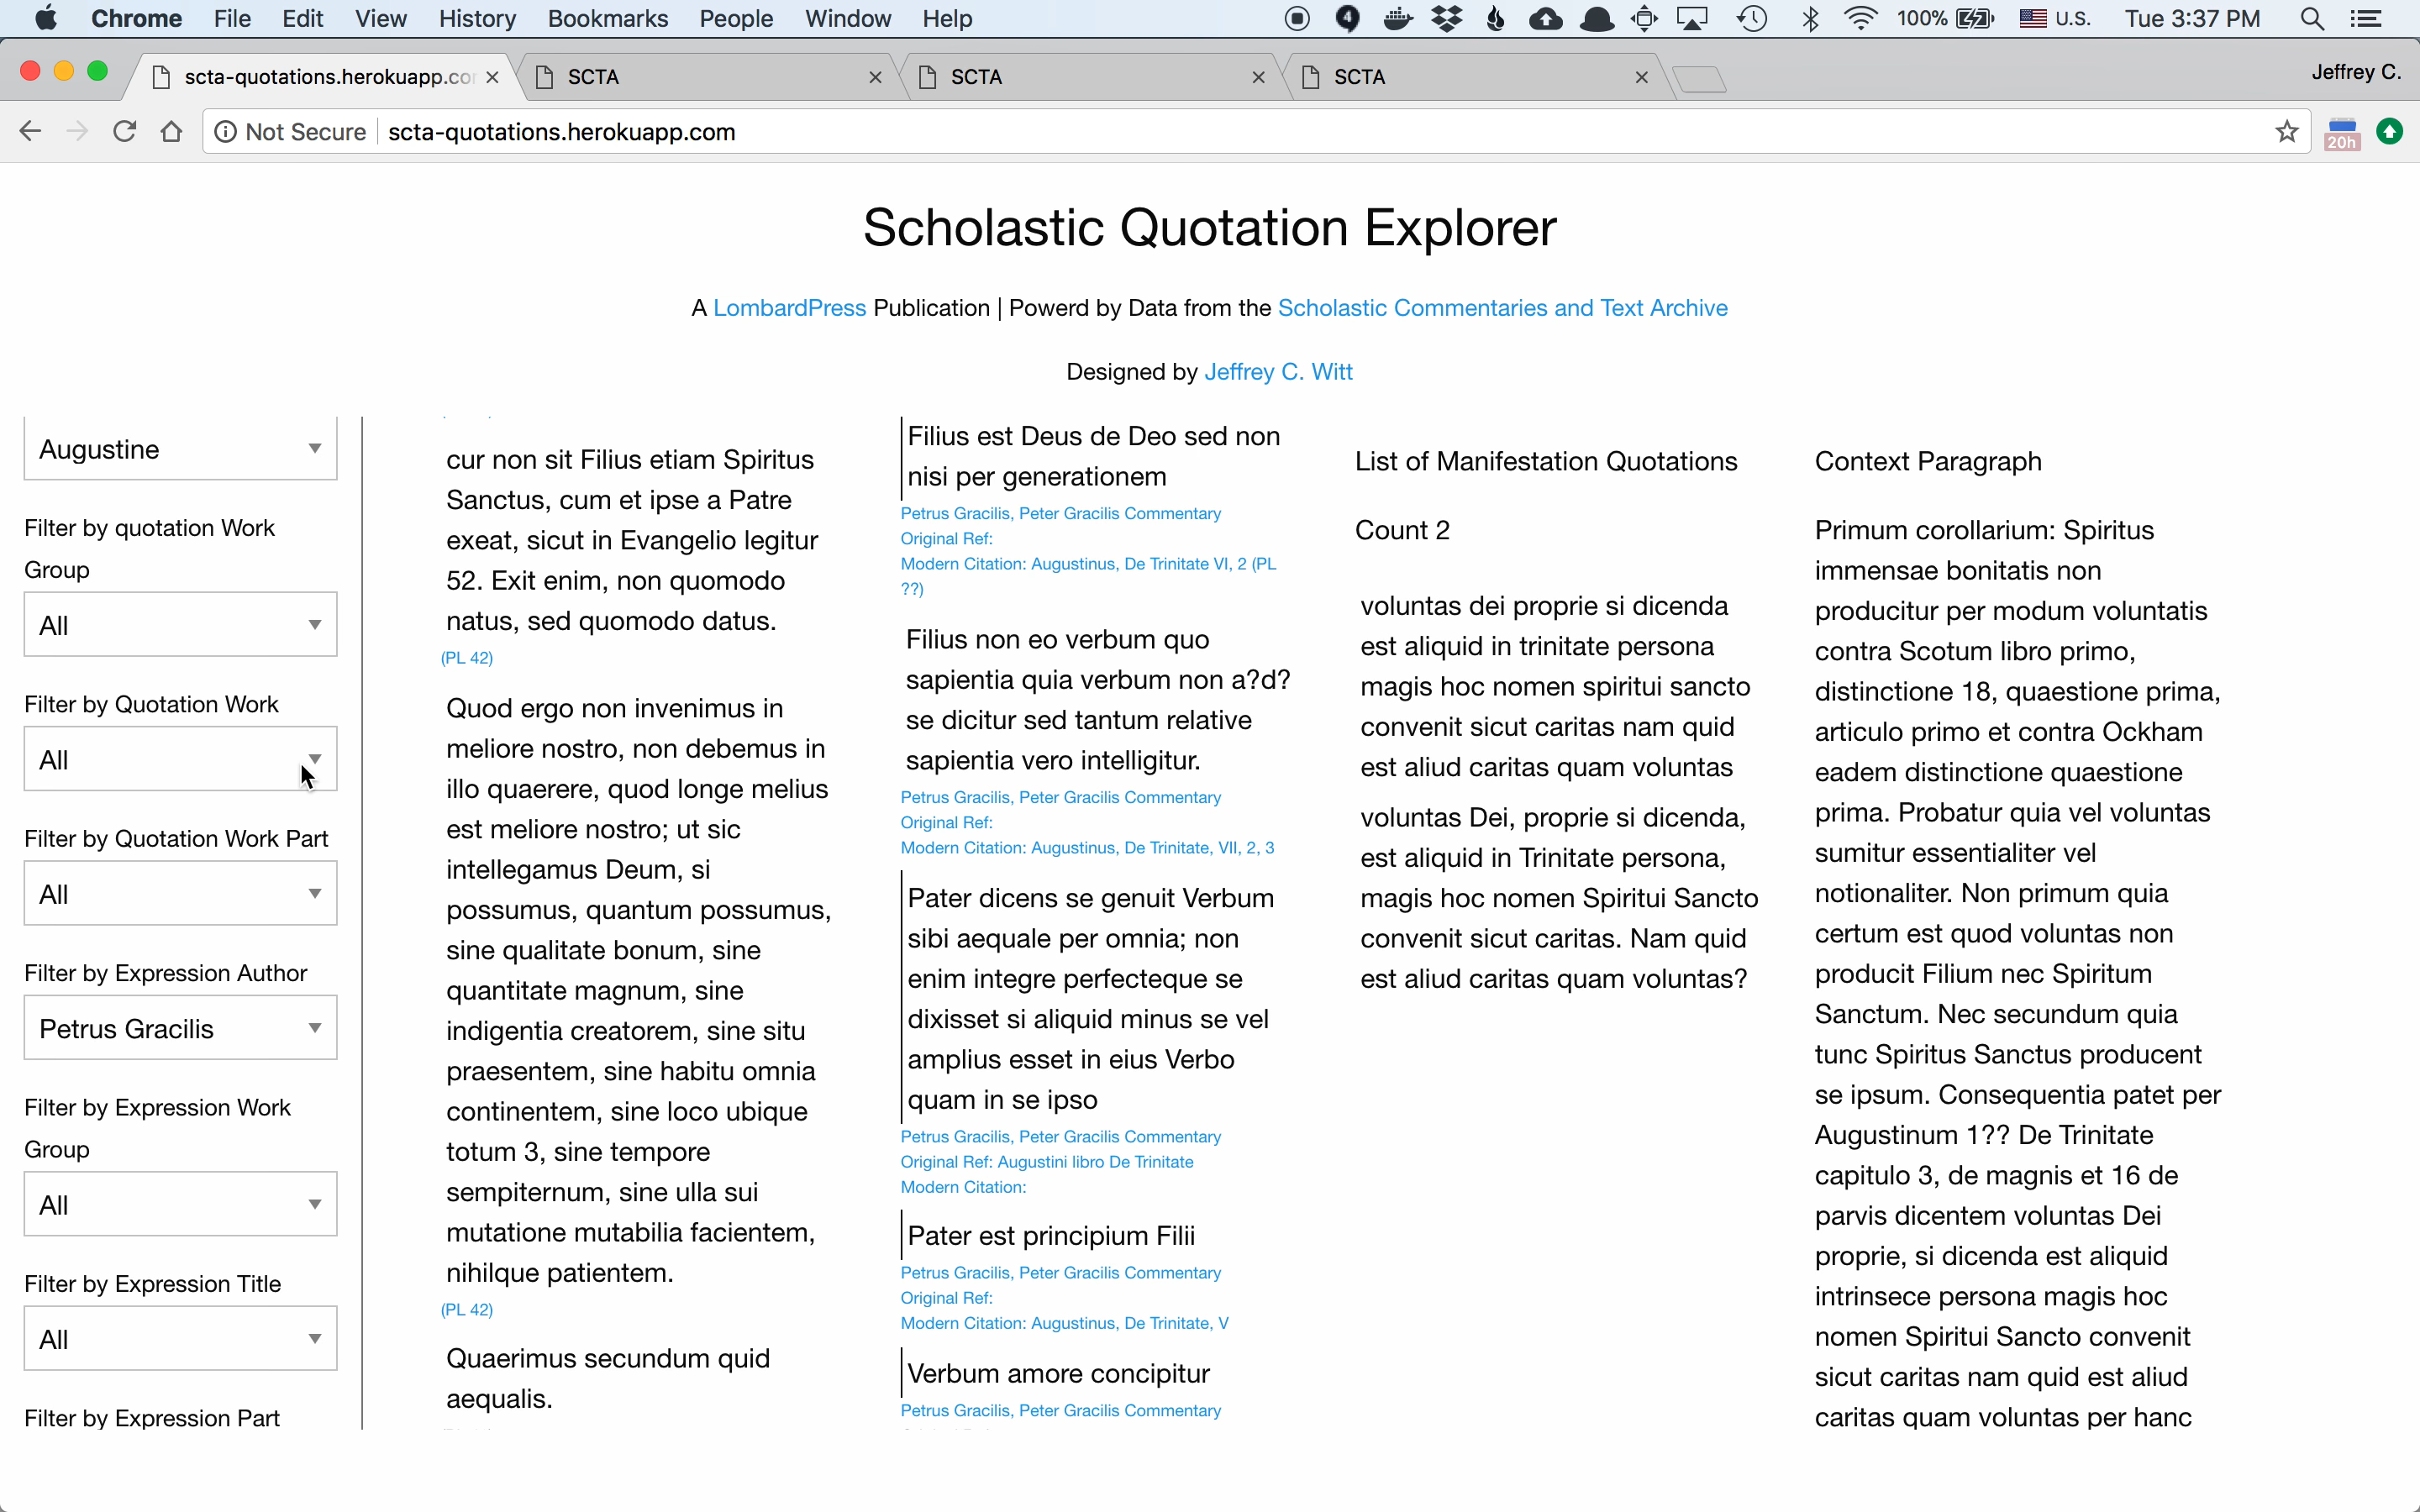 Chrome File Edit View History Bookmarks People Window Help
4
100% U.S. Tue 3:37 PM
scta-quotations.herokuapp.co
SCTA
SCTA
SCTA
Jeffrey C.
Not Secure
scta-quotations.herokuapp.com
20h
Scholastic Quotation Explorer
A LombardPress Publication | Powerd by Data from the Scholastic Commentaries and Text Archive
Designed by Jeffrey C. Witt
Augustine
Filter by quotation Work
Group
All
Filter by Quotation Work
All
Filter by Quotation Work Part
All
Filter by Expression Author
Petrus Gracilis
Filter by Expression Work
Group
All
Filter by Expression Title
All
Filter by Expression Part
cur non sit Filius etiam Spiritus
Sanctus, cum et ipse a Patre
exeat, sicut in Evangelio legitur
52. Exit enim, non quomodo
natus, sed quomodo datus.
(PL 42)
Quod ergo non invenimus in
meliore nostro, non debemus in
illo quaerere, quod longe melius
est meliore nostro; ut sic
intellegamus Deum, si
possumus, quantum possumus,
sine qualitate bonum, sine
quantitate magnum, sine
indigentia creatorem, sine situ
praesentem, sine habitu omnia
continentem, sine loco ubique
totum 3, sine tempore
sempiternum, sine ulla sui
mutatione mutabilia facientem,
nihilque patientem.
(PL 42)
Quaerimus secundum quid
aequalis.
Filius est Deus de Deo sed non
nisi per generationem
Petrus Gracilis, Peter Gracilis Commentary
Original Ref:
Modern Citation: Augustinus, De Trinitate VI, 2 (PL
??)
Filius non eo verbum quo
sapientia quia verbum non a?d?
se dicitur sed tantum relative
sapientia vero intelligitur.
Petrus Gracilis, Peter Gracilis Commentary
Original Ref:
Modern Citation: Augustinus, De Trinitate, VII, 2, 3
Pater dicens se genuit Verbum
sibi aequale per omnia; non
enim integre perfecteque se
dixisset si aliquid minus se vel
amplius esset in eius Verbo
quam in se ipso
Petrus Gracilis, Peter Gracilis Commentary
Original Ref: Augustini libro De Trinitate
Modern Citation:
Pater est principium Filii
Petrus Gracilis, Peter Gracilis Commentary
Original Ref:
Modern Citation: Augustinus, De Trinitate, V
Verbum amore concipitur
Petrus Gracilis, Peter Gracilis Commentary
List of Manifestation Quotations
Count 2
voluntas dei proprie si dicenda
est aliquid in trinitate persona
magis hoc nomen spiritui sancto
convenit sicut caritas nam quid
est aliud caritas quam voluntas
voluntas Dei, proprie si dicenda,
est aliquid in Trinitate persona,
magis hoc nomen Spiritui Sancto
convenit sicut caritas. Nam quid
est aliud caritas quam voluntas?
Context Paragraph
Primum corollarium: Spiritus
immensae bonitatis non
producitur per modum voluntatis
contra Scotum libro primo,
distinctione 18, quaestione prima,
articulo primo et contra Ockham
eadem distinctione quaestione
prima. Probatur quia vel voluntas
sumitur essentialiter vel
notionaliter. Non primum quia
certum est quod voluntas non
producit Filium nec Spiritum
Sanctum. Nec secundum quia
tunc Spiritus Sanctus producent
se ipsum. Consequentia patet per
Augustinum 1?? De Trinitate
capitulo 3, de magnis et 16 de
parvis dicentem voluntas Dei
proprie, si dicenda est aliquid
intrinsece persona magis hoc
nomen Spiritui Sancto convenit
sicut caritas nam quid est aliud
caritas quam voluntas per hanc